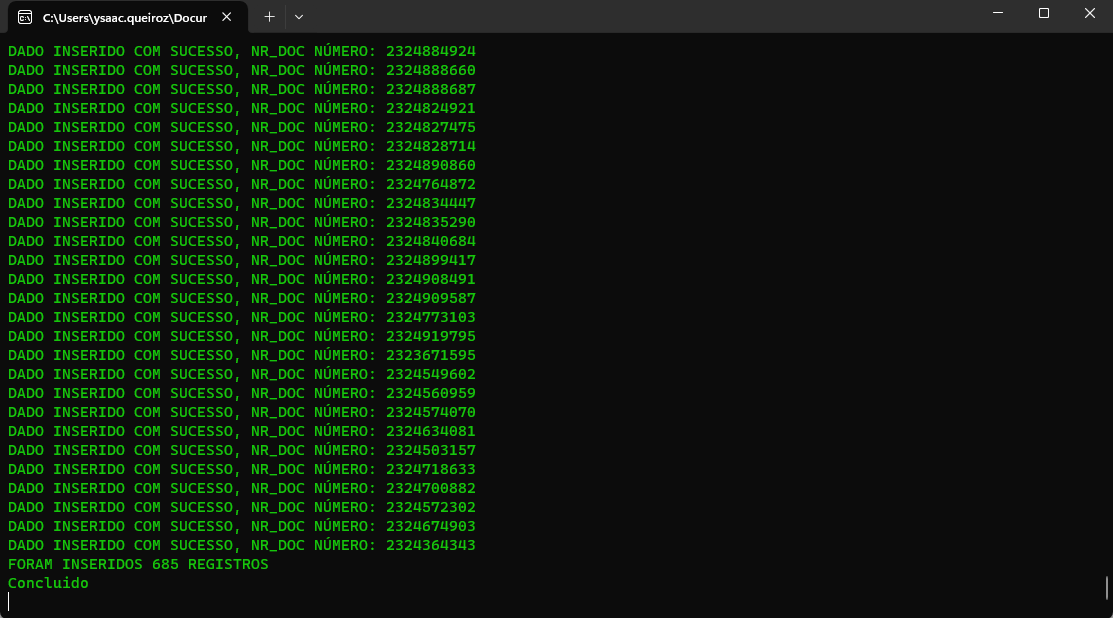 C:\Users\ysaac.queiroz\Docur
DADO INSERIDO COM SUCESSO, NR_DOC NÚMERO: 2324884924
DADO INSERIDO COM SUCESSO, NR_DOC NÚMERO: 2324888660
DADO INSERIDO COM SUCESSO, NR_DOC NÚMERO: 2324888687
DADO INSERIDO COM SUCESSO, NR_DOC NÚMERO: 2324824921
DADO INSERIDO COM SUCESSO, NR_DOC NÚMERO: 2324827475
DADO INSERIDO COM SUCESSO, NR_DOC NÚMERO: 2324828714
DADO INSERIDO COM SUCESSO, NR_DOC NÚMERO: 2324890860
DADO INSERIDO COM SUCESSO, NR_DOC NÚMERO: 2324764872
DADO INSERIDO COM SUCESSO, NR_DOC NÚMERO: 2324834447
DADO INSERIDO COM SUCESSO, NR_DOC NÚMERO: 2324835290
DADO INSERIDO COM SUCESSO, NR_DOC NÚMERO: 2324840684
DADO INSERIDO COM SUCESSO, NR_DOC NÚMERO: 2324899417
DADO INSERIDO COM SUCESSO, NR_DOC NÚMERO: 2324908491
DADO INSERIDO COM SUCESSO, NR_DOC NÚMERO: 2324909587
DADO INSERIDO COM SUCESSO, NR_DOC NÚMERO: 2324773103
DADO INSERIDO COM SUCESSO, NR_DOC NÚMERO: 2324919795
DADO INSERIDO COM SUCESSO, NR_DOC NÚMERO: 2323671595
DADO INSERIDO COM SUCESSO, NR_DOC NÚMERO: 2324549602
DADO INSERIDO COM SUCESSO, NR_DOC NÚMERO: 2324560959
DADO INSERIDO COM SUCESSO, NR_DOC NÚMERO: 2324574070
DADO INSERIDO COM SUCESSO, NR_DOC NÚMERO: 2324634081
DADO INSERIDO COM SUCESSO, NR_DOC NÚMERO: 2324503157
DADO INSERIDO COM SUCESSO, NR_DOC NÚMERO: 2324718633
DADO INSERIDO COM SUCESSO, NR_DOC NÚMERO: 2324700882
DADO INSERIDO COM SUCESSO, NR_DOC NÚMERO: 2324572302
DADO INSERIDO COM SUCESSO, NR_DOC NÚMERO: 2324674903
DADO INSERIDO COM SUCESSO, NR_DOC NÚMERO: 2324364343
FORAM INSERIDOS 685 REGISTROS
Concluido